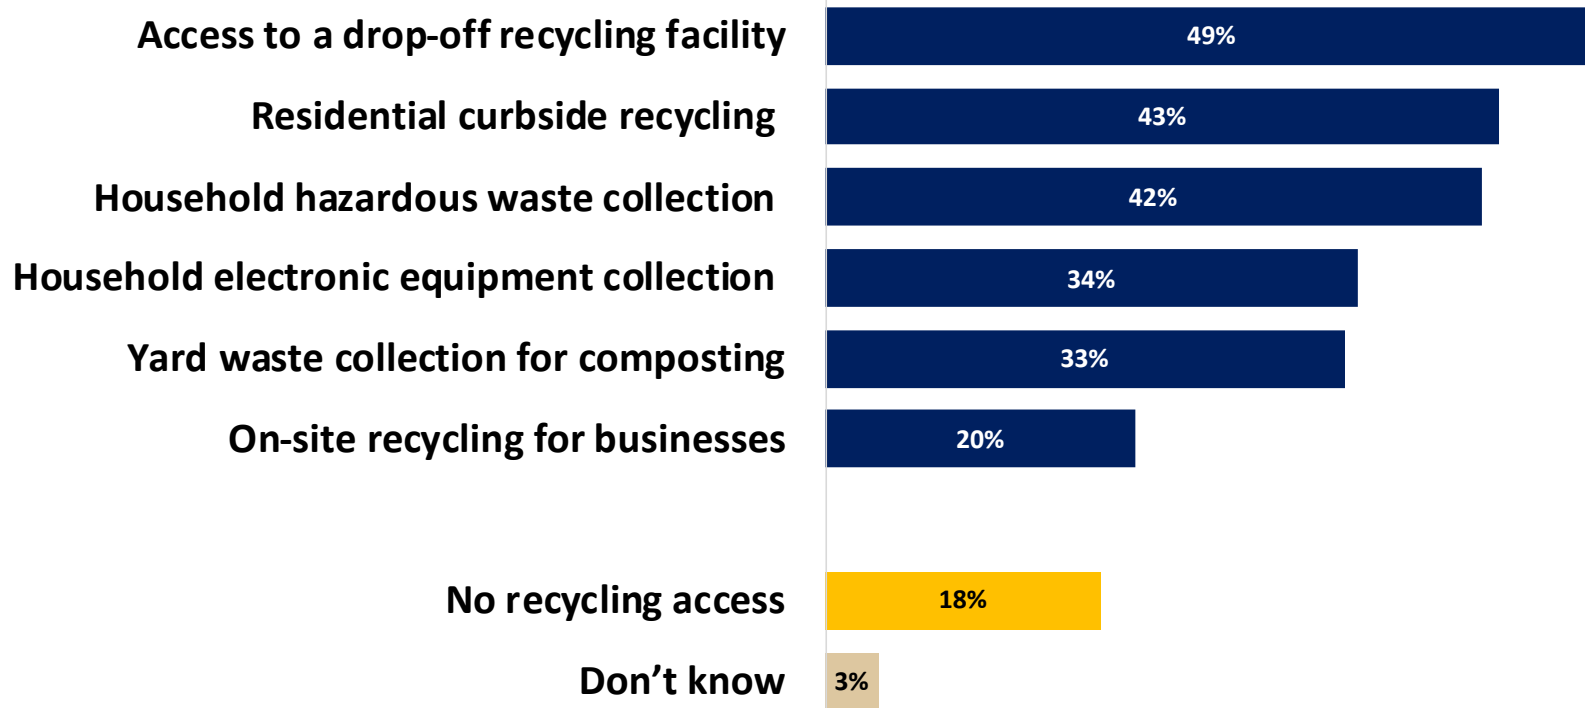 Access to a drop-off recycling facility 49%
Residential curbside recycling 43%
Household hazardous waste collection 42%
Household electronic equipment collection 34%
Yard waste collection for composting 33%
On-site recycling for businesses 20%
No recycling access 18%
Don’t know 3%